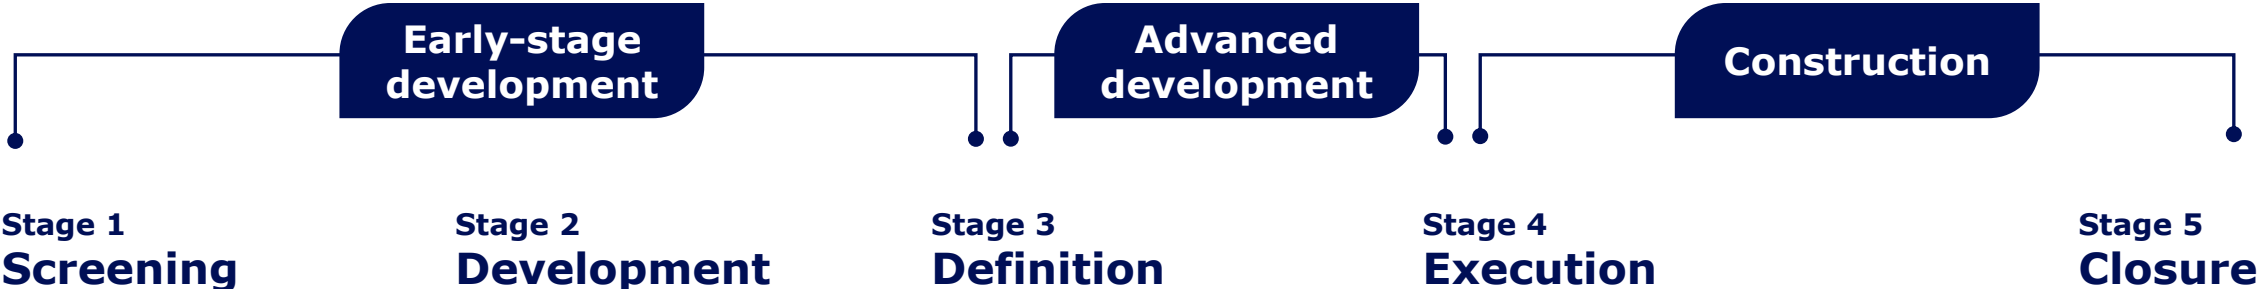 Early-stage
development
Advanced
development
Construction
Stage 1
Screening
Stage 2
Development
Stage 3
Definition
Stage 4
Execution
Stage 5
Closure